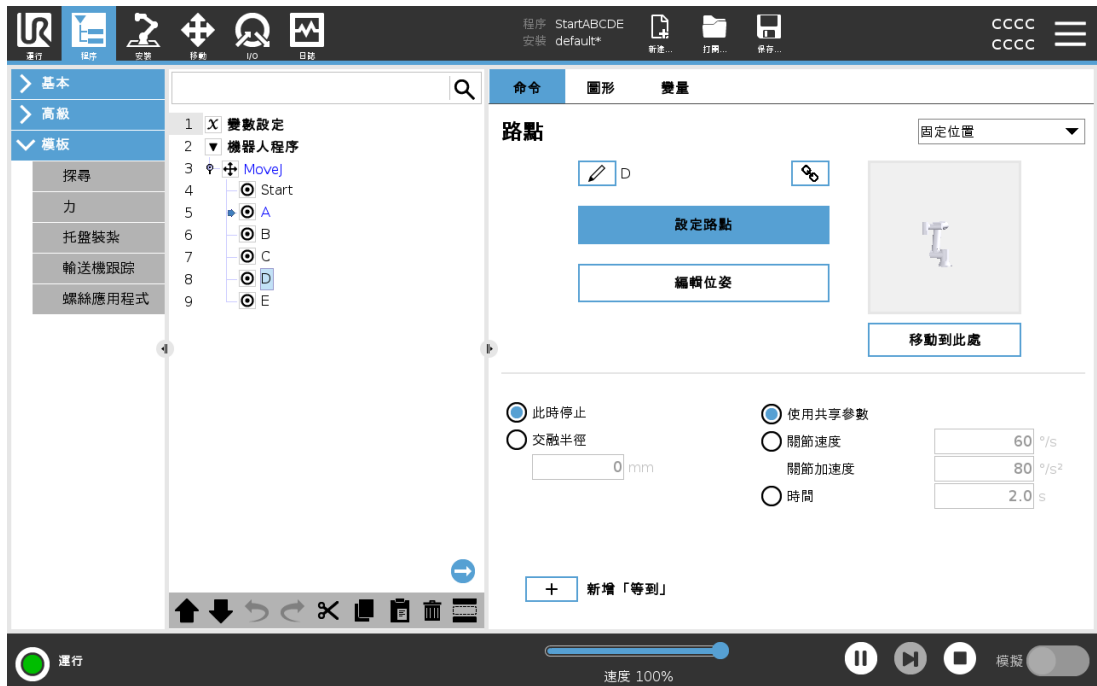 UR
運行
程序
安裝
移動
I/O
日誌
程序 StartABCDE
安裝 default*
新建...
打開...
保存...
CCCC
CCCC
基本
高級
模板
探尋
力
托盤裝紮
輸送機跟踪
螺絲應用程式
1 X 變數設定
2 ▼ 機器人程序
3 MoveJ
4 Start
5 A
6 B
7 C
8 D
9 E
命令
圖形
變量
路點
固定位置
D
設定路點
編輯位姿
移動到此處
此時停止
交融半徑
0 mm
使用共享參數
關節速度 60 °/s
關節加速度 80 °/s²
時間 2.0 s
+ 新增「等到」
運行
速度 100%
模擬